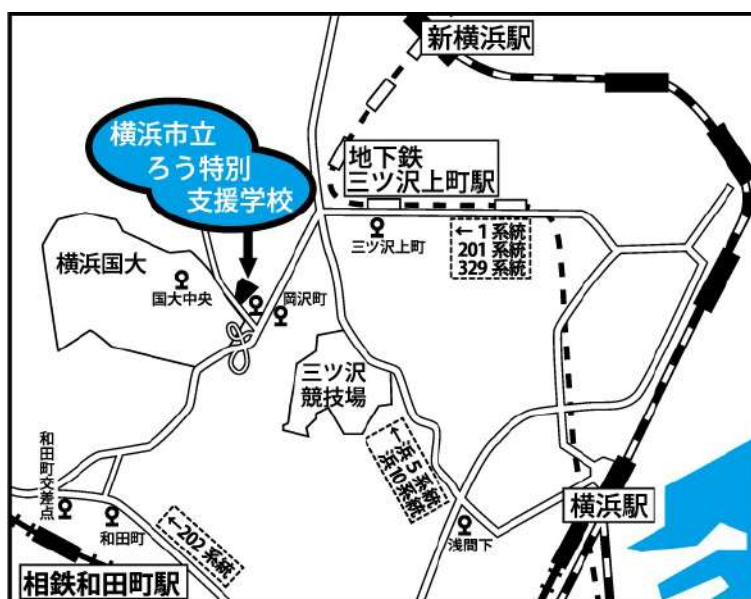 新横浜駅
横浜市立
ろう特別
支援学校
地下鉄
三ツ沢上町駅
三ツ沢上町
←1系統
201系統
329系統
横浜国大
国大中央
岡沢町
三ツ沢
競技場
←浜5系統
浜10系統
和田町交差点
和田町
←202系統
浅間下
横浜駅
相鉄和田町駅